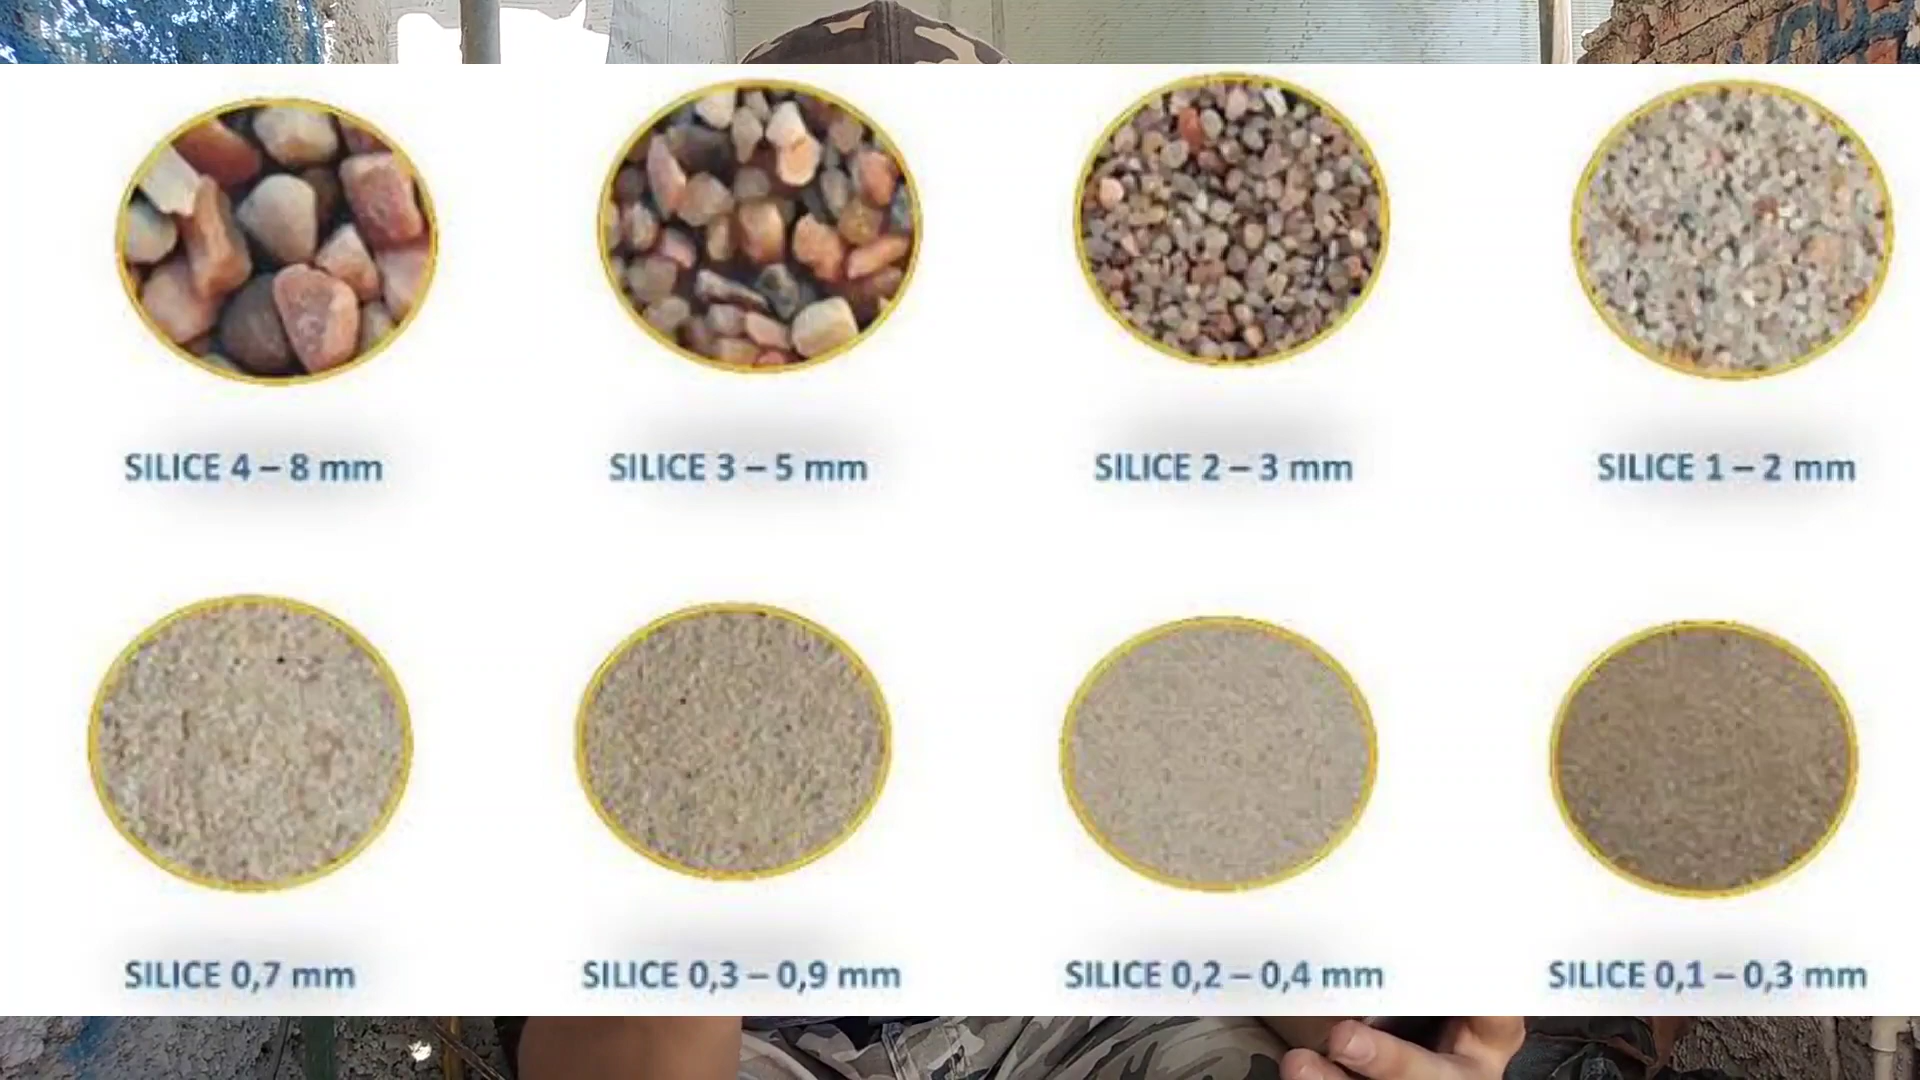 SILICE 4 – 8 mm
SILICE 3 – 5 mm
SILICE 2 – 3 mm
SILICE 1 – 2 mm
SILICE 0,7 mm
SILICE 0,3 – 0,9 mm
SILICE 0,2 – 0,4 mm
SILICE 0,1 – 0,3 mm